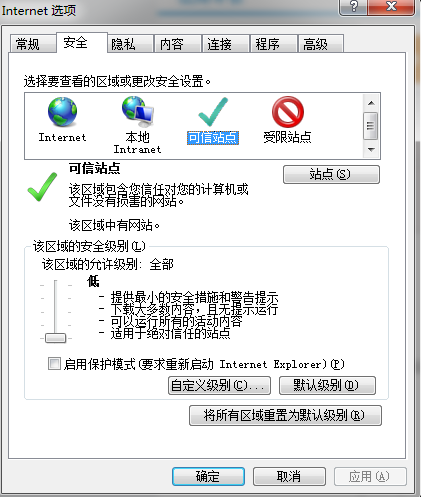 Internet 选项
常规 安全 隐私 内容 连接 程序 高级
选择要查看的区域或更改安全设置。
Internet 本地 Intranet 可信站点 受限站点
可信站点
站点(S)
该区域包含您信任对您的计算机或
文件没有损害的网站。
该区域中有网站。
该区域的安全级别(L)
该区域的允许级别: 全部
低
- 提供最小的安全措施和警告提示
- 下载大多数内容，且无提示运行
- 可以运行所有的活动内容
- 适用于绝对信任的站点
启用保护模式(要求重新启动 Internet Explorer)(P)
自定义级别(C)... 默认级别(D)
将所有区域重置为默认级别(R)
确定 取消 应用(A)